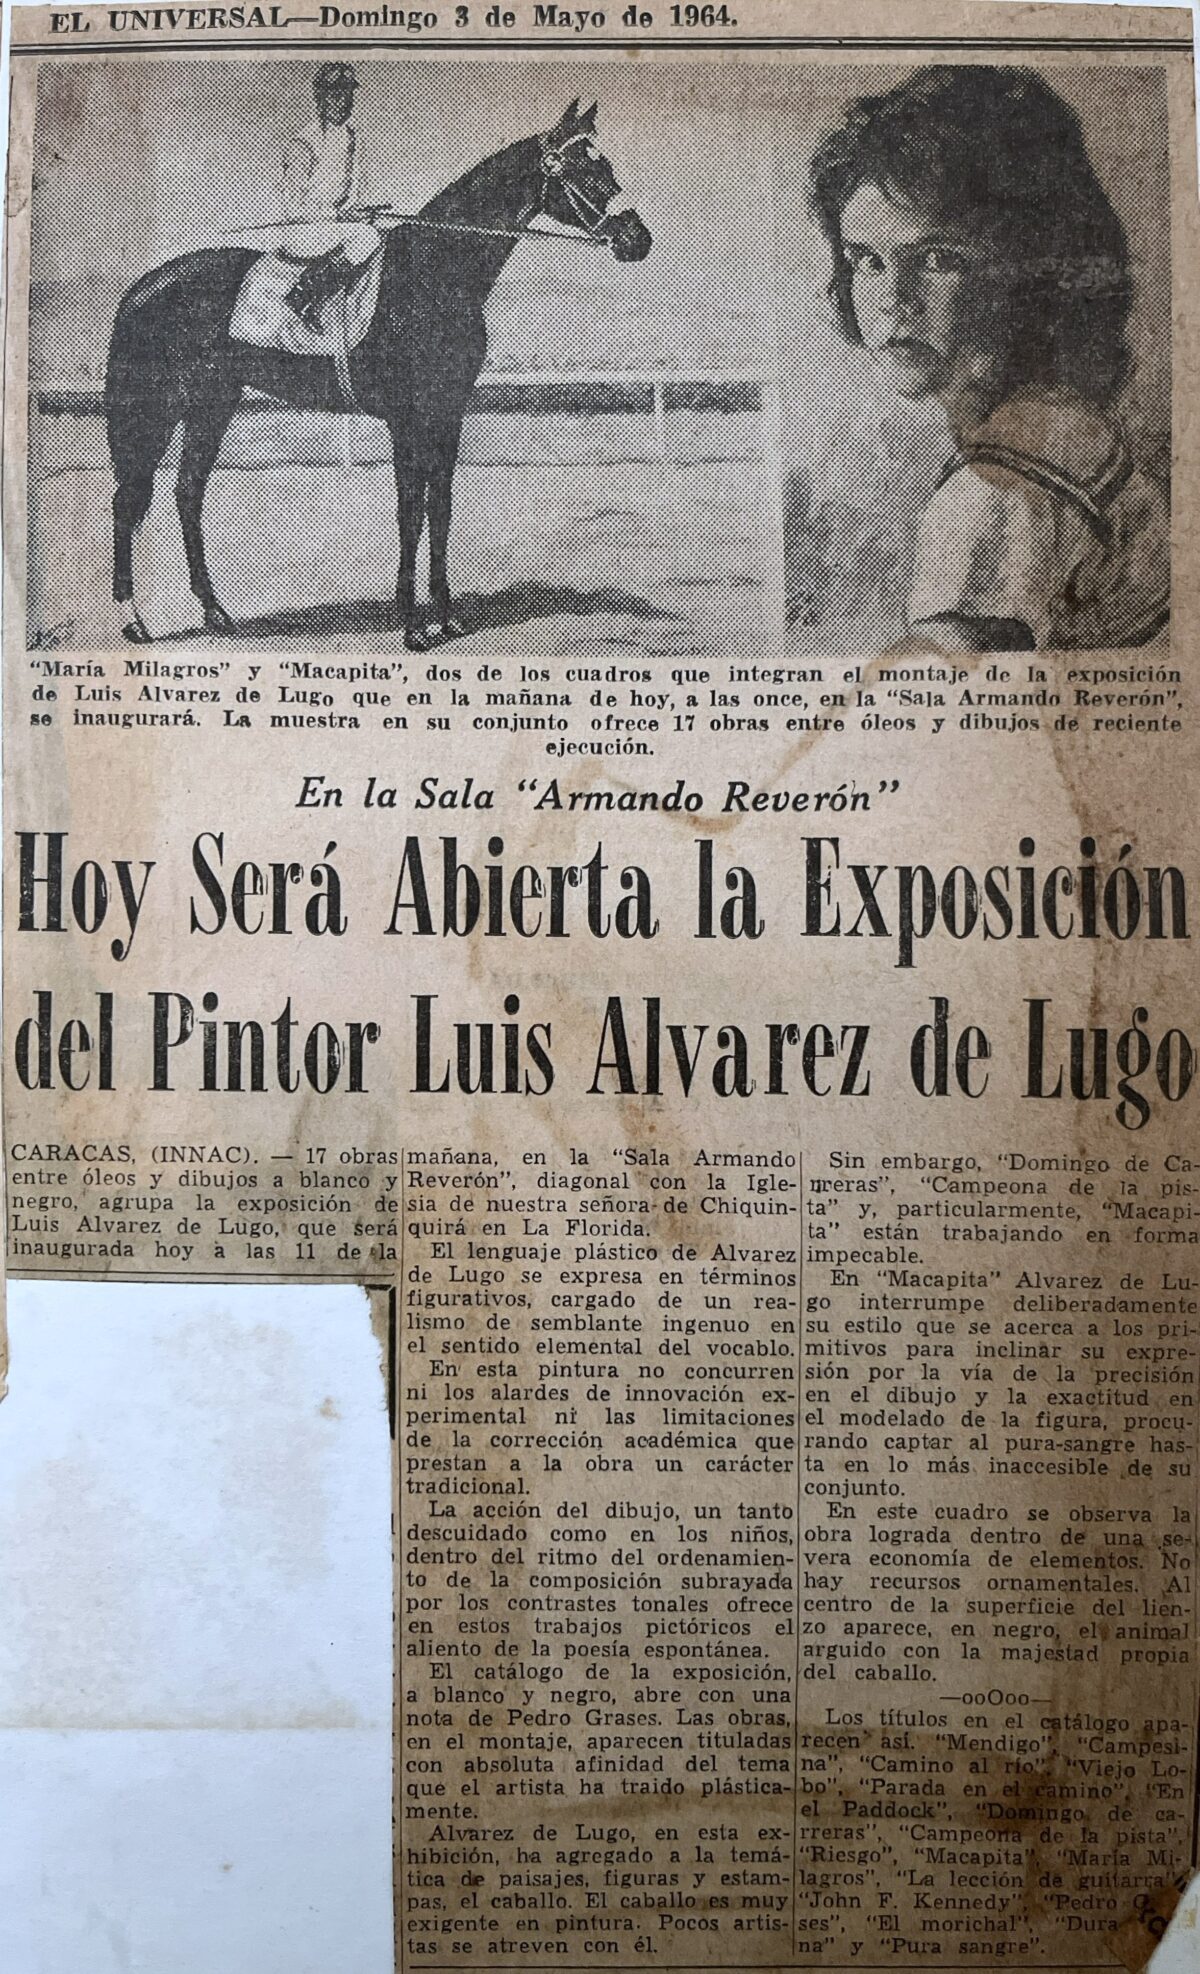 EL UNIVERSAL—Domingo 3 de Mayo de 1964.
"María Milagros" y "Macapita", dos de los cuadros que integran el montaje de la exposición
de Luis Alvarez de Lugo que en la mañana de hoy, a las once, en la "Sala Armando Reverón",
se inaugurará. La muestra en su conjunto ofrece 17 obras entre óleos y dibujos de reciente
ejecución.
En la Sala "Armando Reverón"
Hoy Será Abierta la Exposición
del Pintor Luis Alvarez de Lugo
CARACAS, (INNAC). — 17 obras
entre óleos y dibujos a blanco y
negro, agrupa la exposición de
Luis Alvarez de Lugo, que será
inaugurada hoy a las 11 de la
mañana, en la "Sala Armando
Reverón", diagonal con la Igle-
sia de nuestra señora de Chiquin-
quirá en La Florida.
El lenguaje plástico de Alvarez
de Lugo se expresa en términos
figurativos, cargado de un rea-
lismo de semblante ingenuo en
el sentido elemental del vocablo.
En esta pintura no concurren
ni los alardes de innovación ex-
perimental ni las limitaciones
de la corrección académica que
prestan a la obra un carácter
tradicional.
La acción del dibujo, un tanto
descuidado como en los niños,
dentro del ritmo del ordenamien-
to de la composición subrayada
por los contrastes tonales ofrece
en estos trabajos pictóricos el
aliento de la poesía espontánea.
El catálogo de la exposición,
a blanco y negro, abre con una
nota de Pedro Grases. Las obras,
en el montaje, aparecen tituladas
con absoluta afinidad del tema
que el artista ha traido plástica-
mente.
Alvarez de Lugo, en esta ex-
hibición, ha agregado a la temá-
tica de paisajes, figuras y estam-
pas, el caballo. El caballo es muy
exigente en pintura. Pocos artis-
tas se atreven con él.
Sin embargo, "Domingo de Ca-
rreras", "Campeona de la pis-
ta" y, particularmente, "Macapi-
ta" están trabajando en forma
impecable.
En "Macapita" Alvarez de Lu-
go interrumpe deliberadamente
su estilo que se acerca a los pri-
mitivos para inclinar su expre-
sión por la vía de la precisión
en el dibujo y la exactitud en
el modelado de la figura, procu-
rando captar al pura-sangre has-
ta en lo más inaccesible de su
conjunto.
En este cuadro se observa la
obra lograda dentro de una se-
vera economía de elementos. No
hay recursos ornamentales. Al
centro de la superficie del lien-
zo aparece, en negro, el animal
arguido con la majestad propia
del caballo.
—ooOoo—
Los títulos en el catálogo apa-
recen así. "Mendigo", "Campesi-
na", "Camino al río", "Viejo Lo-
bo", "Parada en el camino", "En
el Paddock", "Domingo de ca-
rreras", "Campeona de la pista",
"Riesgo", "Macapita", "María Mi-
lagros", "La lección de guitarra"
"John F. Kennedy", "Pedro
ses", "El morichal", "Dura
na" y "Pura sangre".